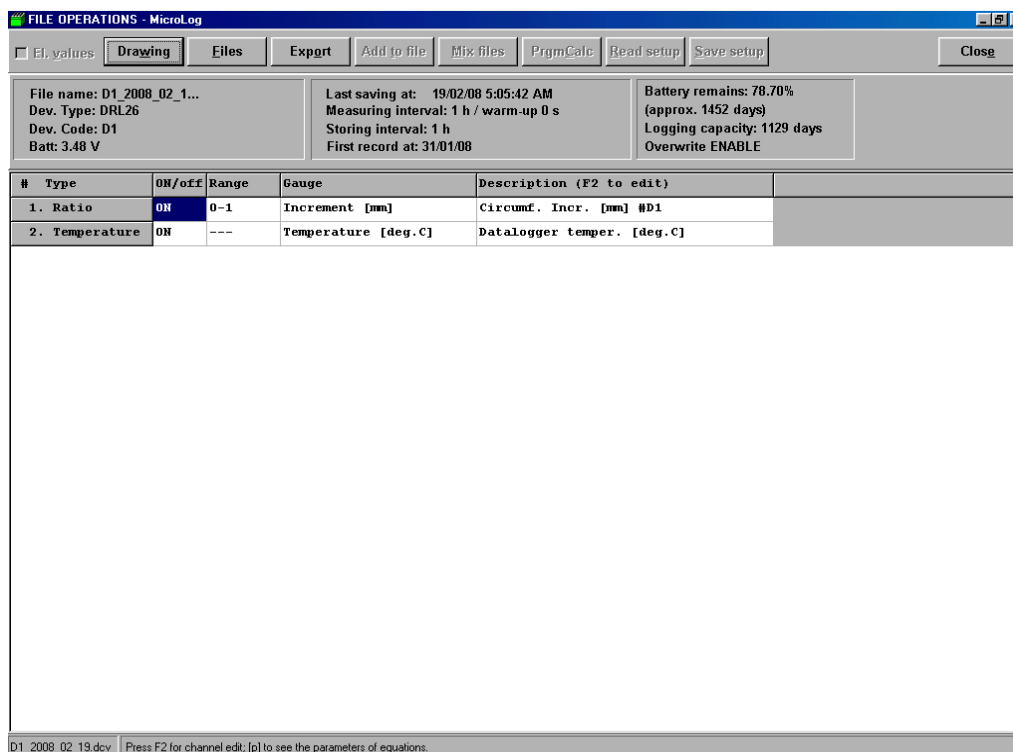 FILE OPERATIONS - MicroLog
El. values Drawing Files Export Add to file Mix files PrgmCalc Read setup Save setup Close
File name: D1_2008_02_1...
Dev. Type: DRL26
Dev. Code: D1
Batt: 3.48 V
Last saving at: 19/02/08 5:05:42 AM
Measuring interval: 1 h / warm-up 0 s
Storing interval: 1 h
First record at: 31/01/08
Battery remains: 78.70%
(approx. 1452 days)
Logging capacity: 1129 days
Overwrite ENABLE
# Type ON/off Range Gauge Description (F2 to edit)
1. Ratio ON 0-1 Increment [mm] Circumf. Incr. [mm] #D1
2. Temperature ON --- Temperature [deg.C] Datalogger temper. [deg.C]
D1_2008_02_19.dcv Press F2 for channel edit; [p] to see the parameters of equations.